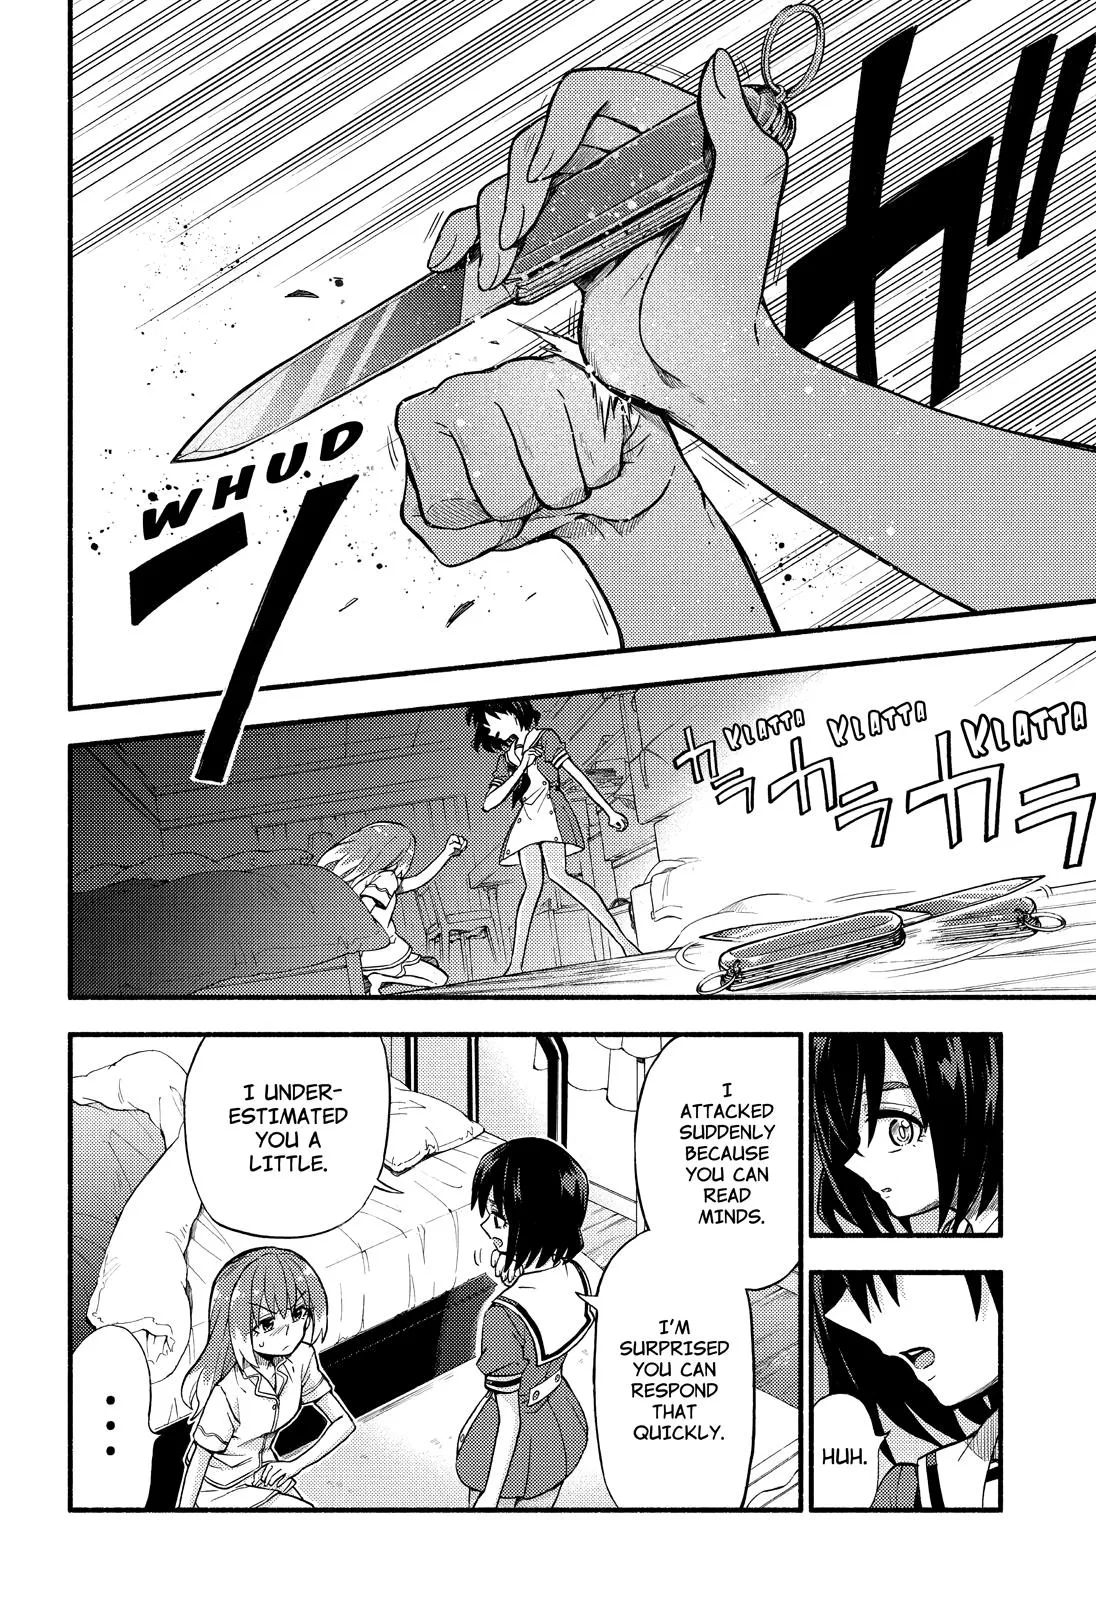 ガッ
WHUD
KLATTA
KLATTA
KLATTA
カラカラカラ
HUH.
I
ATTACKED
SUDDENLY
BECAUSE
YOU CAN
READ
MINDS.
I'M
SURPRISED
YOU CAN
RESPOND
THAT
QUICKLY.
I UNDER-
ESTIMATED
YOU A
LITTLE.
...